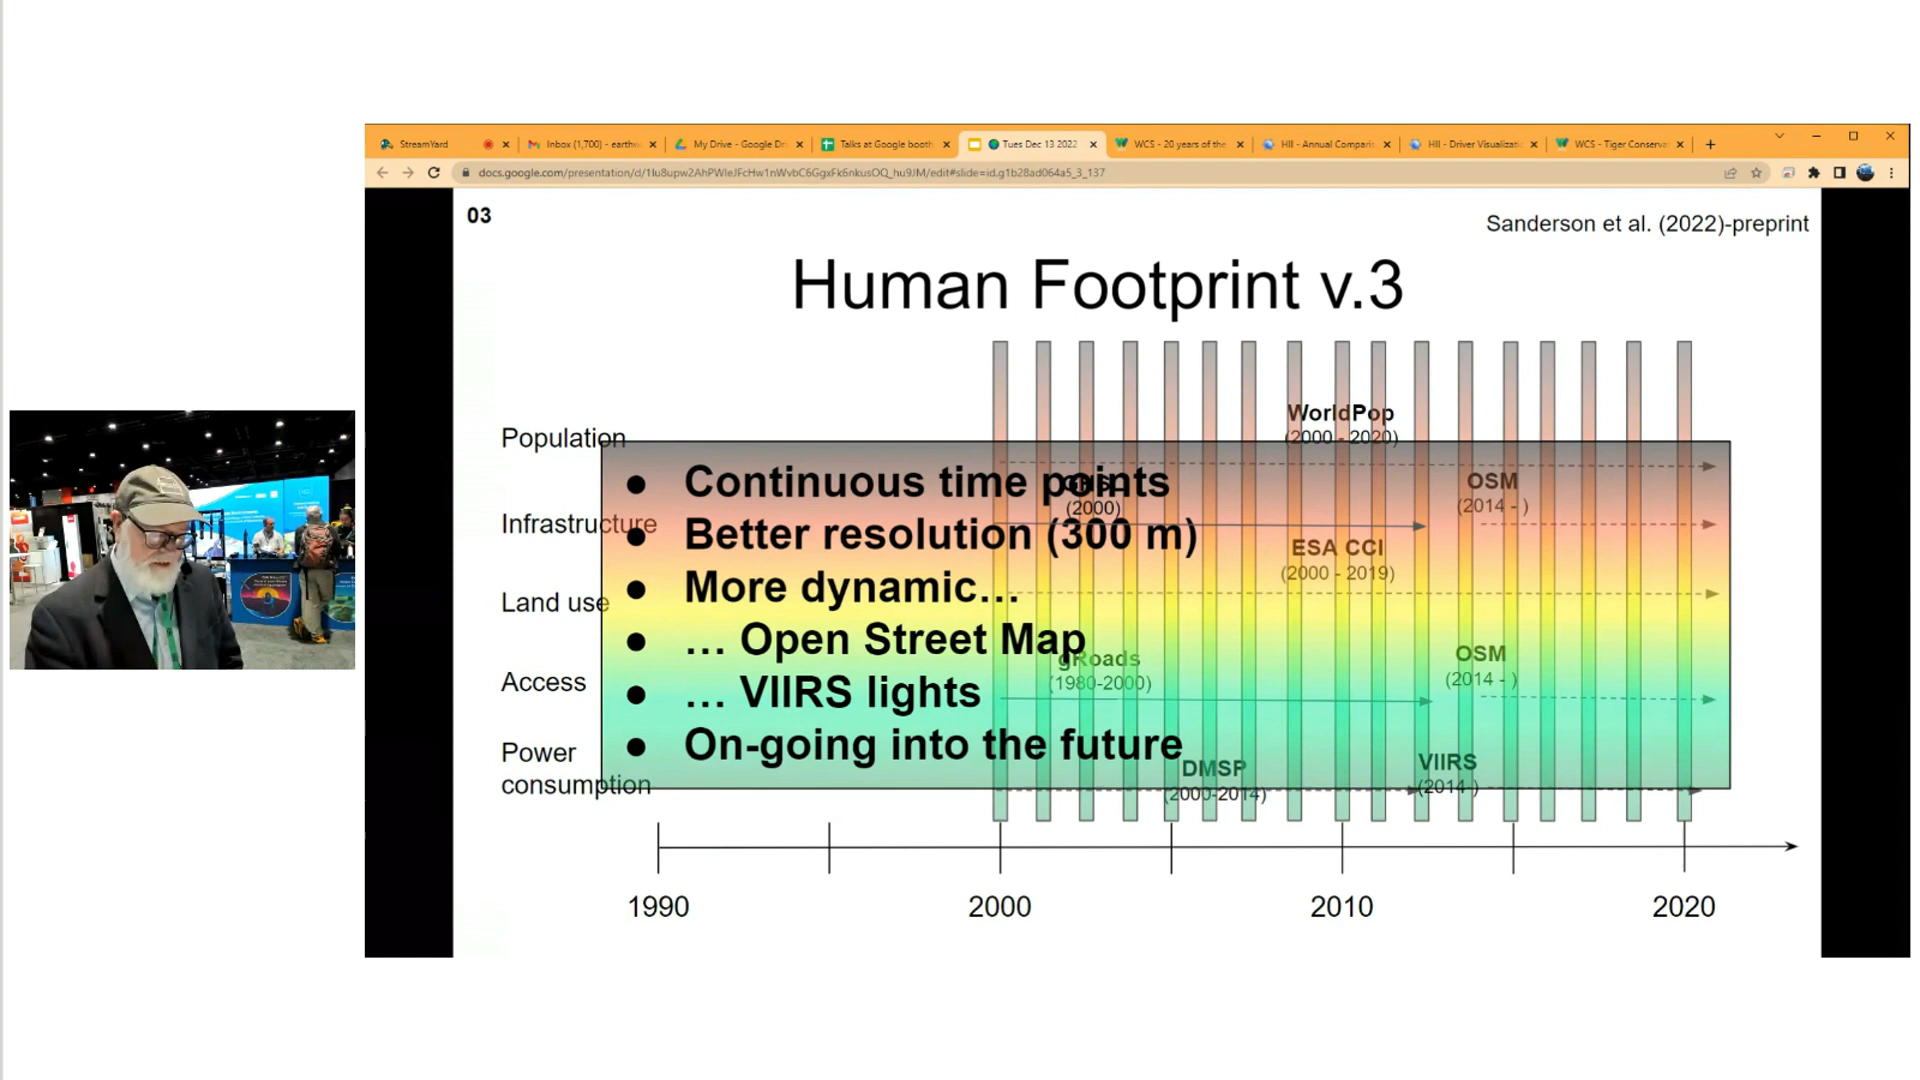 StreamYard
Inbox (1,700) - earthw
My Drive - Google Dr
Talks at Google booth
Tues Dec 13 2022
WCS - 20 years of the
HII - Annual Comparis
HII - Driver Visualizatio
WCS - Tiger Conserva
docs.google.com/presentation/d/1lu8upw2AhPWleJFcHw1nWvbC6GgxFk6nkusOQ_hu9JM/edit#slide=id.g1b28ad064a5_3_137
03
Sanderson et al. (2022)-preprint
Human Footprint v.3
WorldPop
(2000 - 2020)
Population
● Continuous time points
(2000)
OSM
(2014 - )
Infrastructure
● Better resolution (300 m)
ESA CCI
(2000 - 2019)
Land use
● More dynamic…
● … Open Street Map
gRoads
(1980-2000)
OSM
(2014 - )
Access
● … VIIRS lights
● On-going into the future
Power
consumption
DMSP
(2000-2014)
VIIRS
(2014-)
1990 2000 2010 2020